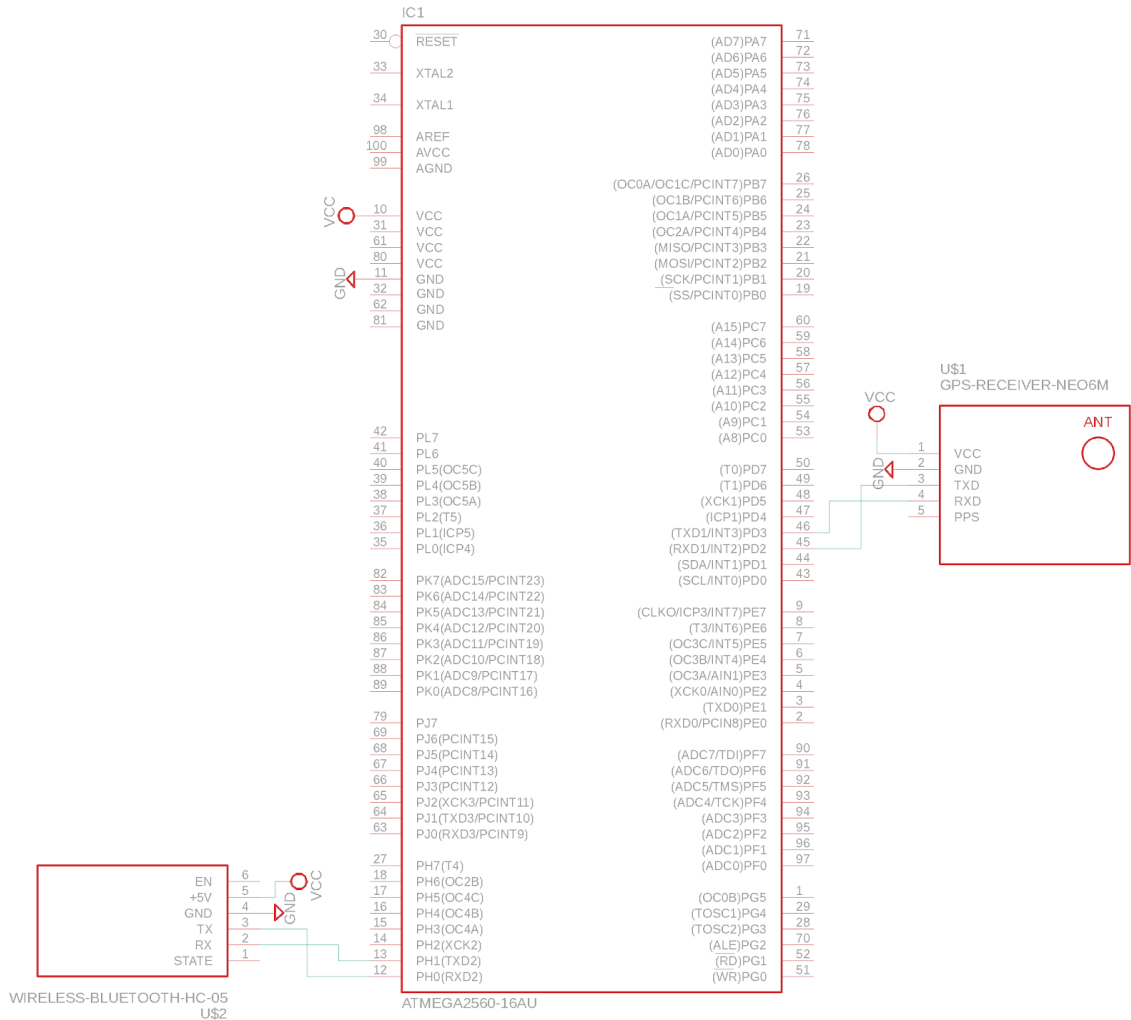 IC1
30 RESET
33 XTAL2
34 XTAL1
98 AREF
100 AVCC
99 AGND
VCC
10 VCC
31 VCC
61 VCC
80 VCC
GND
11 GND
32 GND
62 GND
81 GND
42 PL7
41 PL6
40 PL5(OC5C)
39 PL4(OC5B)
38 PL3(OC5A)
37 PL2(T5)
36 PL1(ICP5)
35 PL0(ICP4)
82 PK7(ADC15/PCINT23)
83 PK6(ADC14/PCINT22)
84 PK5(ADC13/PCINT21)
85 PK4(ADC12/PCINT20)
86 PK3(ADC11/PCINT19)
87 PK2(ADC10/PCINT18)
88 PK1(ADC9/PCINT17)
89 PK0(ADC8/PCINT16)
79 PJ7
69 PJ6(PCINT15)
68 PJ5(PCINT14)
67 PJ4(PCINT13)
66 PJ3(PCINT12)
65 PJ2(XCK3/PCINT11)
64 PJ1(TXD3/PCINT10)
63 PJ0(RXD3/PCINT9)
27 PH7(T4)
18 PH6(OC2B)
17 PH5(OC4C)
16 PH4(OC4B)
15 PH3(OC4A)
14 PH2(XCK2)
13 PH1(TXD2)
12 PH0(RXD2)
(AD7)PA7 71
(AD6)PA6 72
(AD5)PA5 73
(AD4)PA4 74
(AD3)PA3 75
(AD2)PA2 76
(AD1)PA1 77
(AD0)PA0 78
(OC0A/OC1C/PCINT7)PB7 26
(OC1B/PCINT6)PB6 25
(OC1A/PCINT5)PB5 24
(OC2A/PCINT4)PB4 23
(MISO/PCINT3)PB3 22
(MOSI/PCINT2)PB2 21
(SCK/PCINT1)PB1 20
(SS/PCINT0)PB0 19
(A15)PC7 60
(A14)PC6 59
(A13)PC5 58
(A12)PC4 57
(A11)PC3 56
(A10)PC2 55
(A9)PC1 54
(A8)PC0 53
(T0)PD7 50
(T1)PD6 49
(XCK1)PD5 48
(ICP1)PD4 47
(TXD1/INT3)PD3 46
(RXD1/INT2)PD2 45
(SDA/INT1)PD1 44
(SCL/INT0)PD0 43
(CLKO/ICP3/INT7)PE7 9
(T3/INT6)PE6 8
(OC3C/INT5)PE5 7
(OC3B/INT4)PE4 6
(OC3A/AIN1)PE3 5
(XCK0/AIN0)PE2 4
(TXD0)PE1 3
(RXD0/PCIN8)PE0 2
(ADC7/TDI)PF7 90
(ADC6/TDO)PF6 91
(ADC5/TMS)PF5 92
(ADC4/TCK)PF4 93
(ADC3)PF3 94
(ADC2)PF2 95
(ADC1)PF1 96
(ADC0)PF0 97
(OC0B)PG5 1
(TOSC1)PG4 29
(TOSC2)PG3 28
(ALE)PG2 70
(RD)PG1 52
(WR)PG0 51
ATMEGA2560-16AU
U$1
GPS-RECEIVER-NEO6M
ANT
VCC
GND
1 VCC
2 GND
3 TXD
4 RXD
5 PPS
EN 6
+5V 5
GND 4
TX 3
RX 2
STATE 1
VCC
GND
WIRELESS-BLUETOOTH-HC-05
U$2